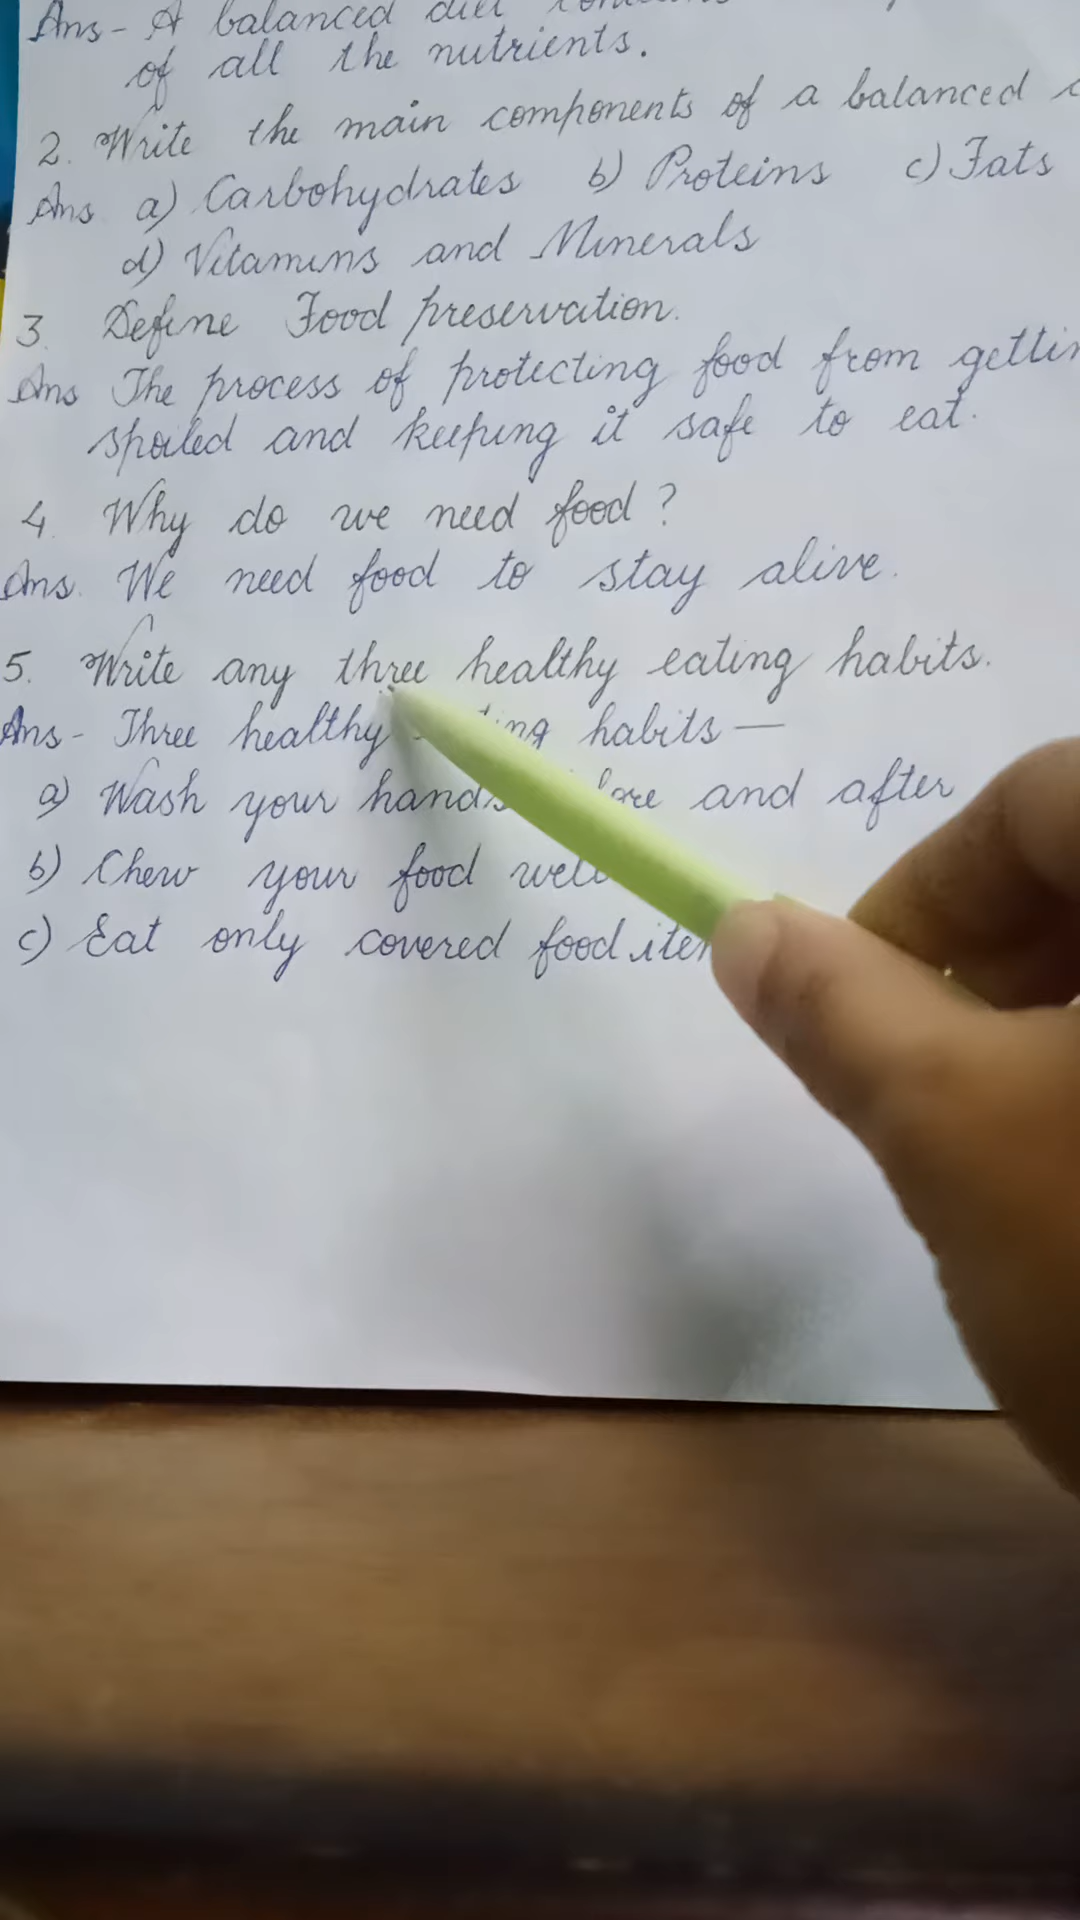 Ans - A balanced diet
of all the nutrients.
2. Write the main components of a balanced
Ans a) Carbohydrates b) Proteins c) Fats
d) Vitamins and Minerals
3. Define Food preservation.
Ans The process of protecting food from
spoiled and keeping it safe to eat.
4. Why do we need food?
Ans. We need food to stay alive.
5. Write any three healthy eating habits.
Ans - Three healthy habits —
a) Wash your hands and after
b) Chew your food well
c) Eat only covered food